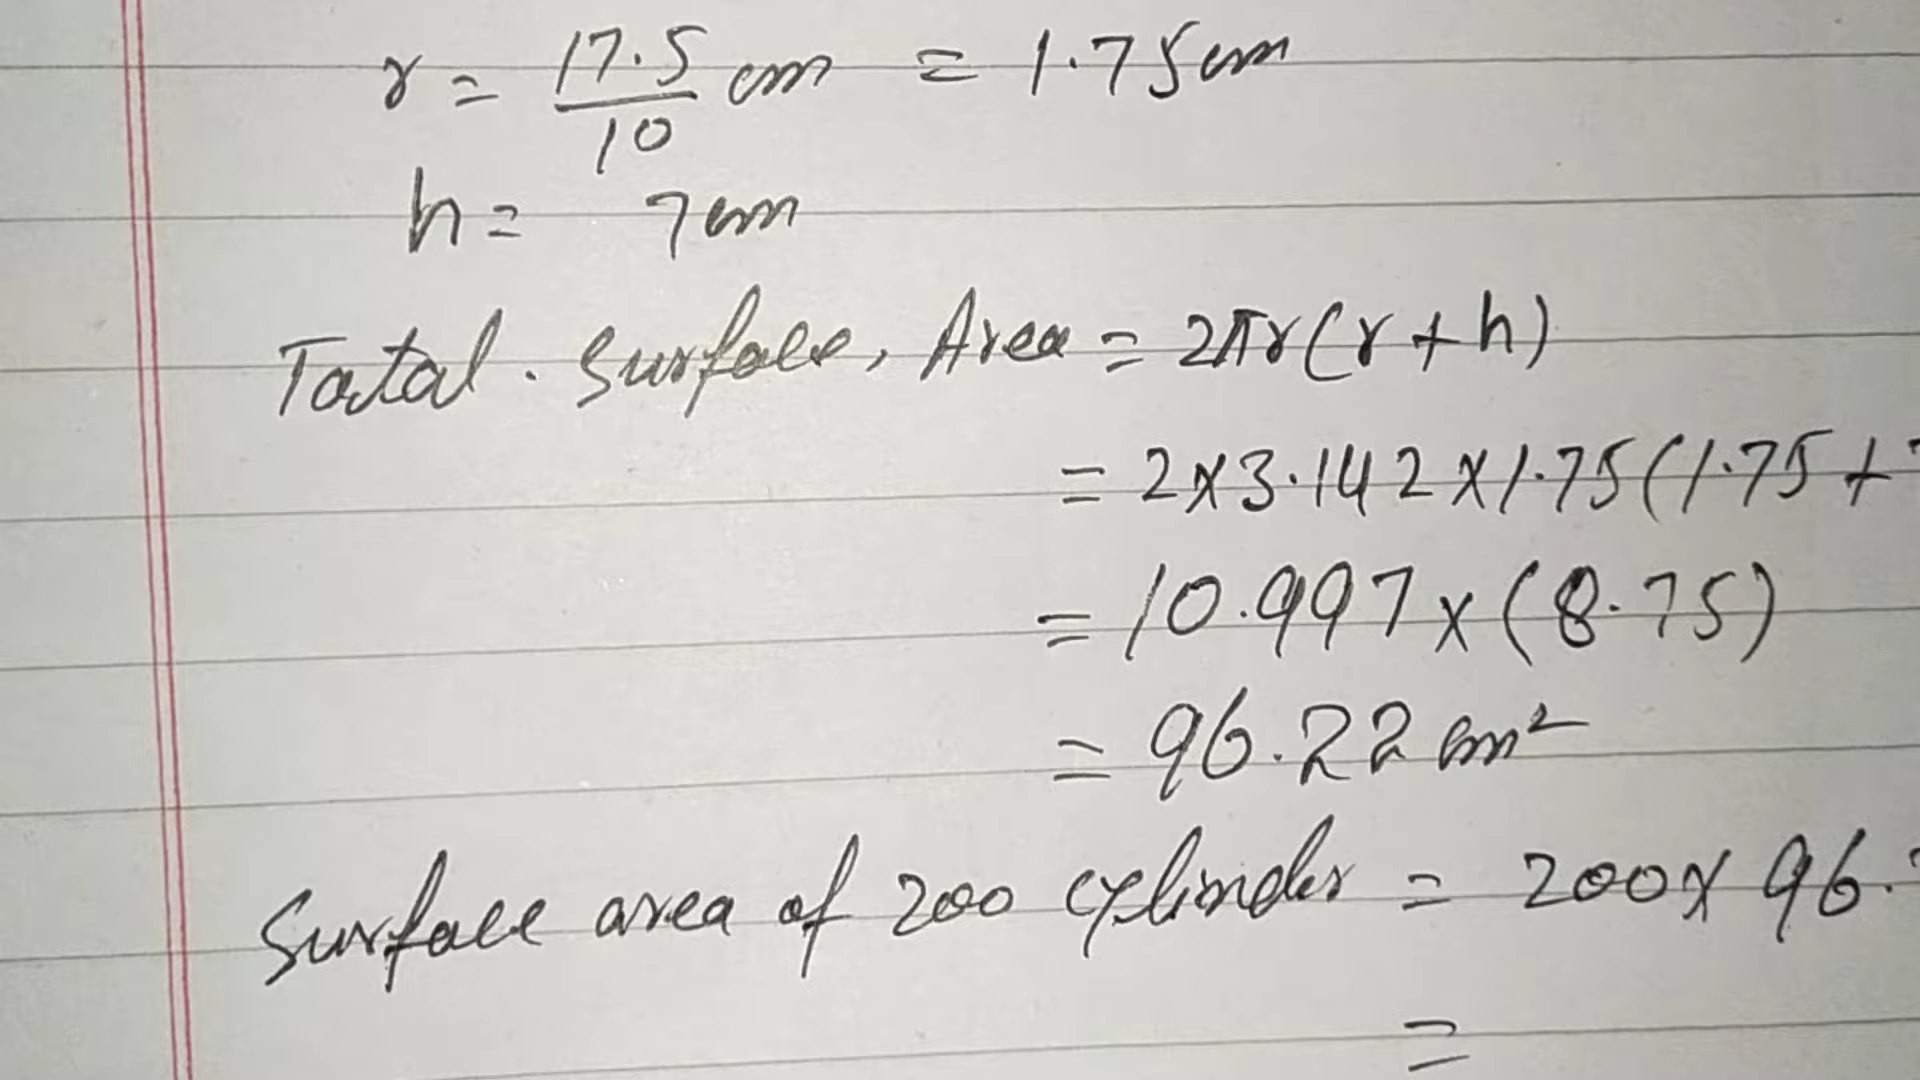 r = 17.5/10 cm = 1.75cm
h = 7cm
Total . Surface, Area = 2πr(r+h)
= 2×3.142×1.75(1.75+
= 10.997×(8.75)
= 96.22 cm²
Surface area of 200 cylinder = 200× 96.
=